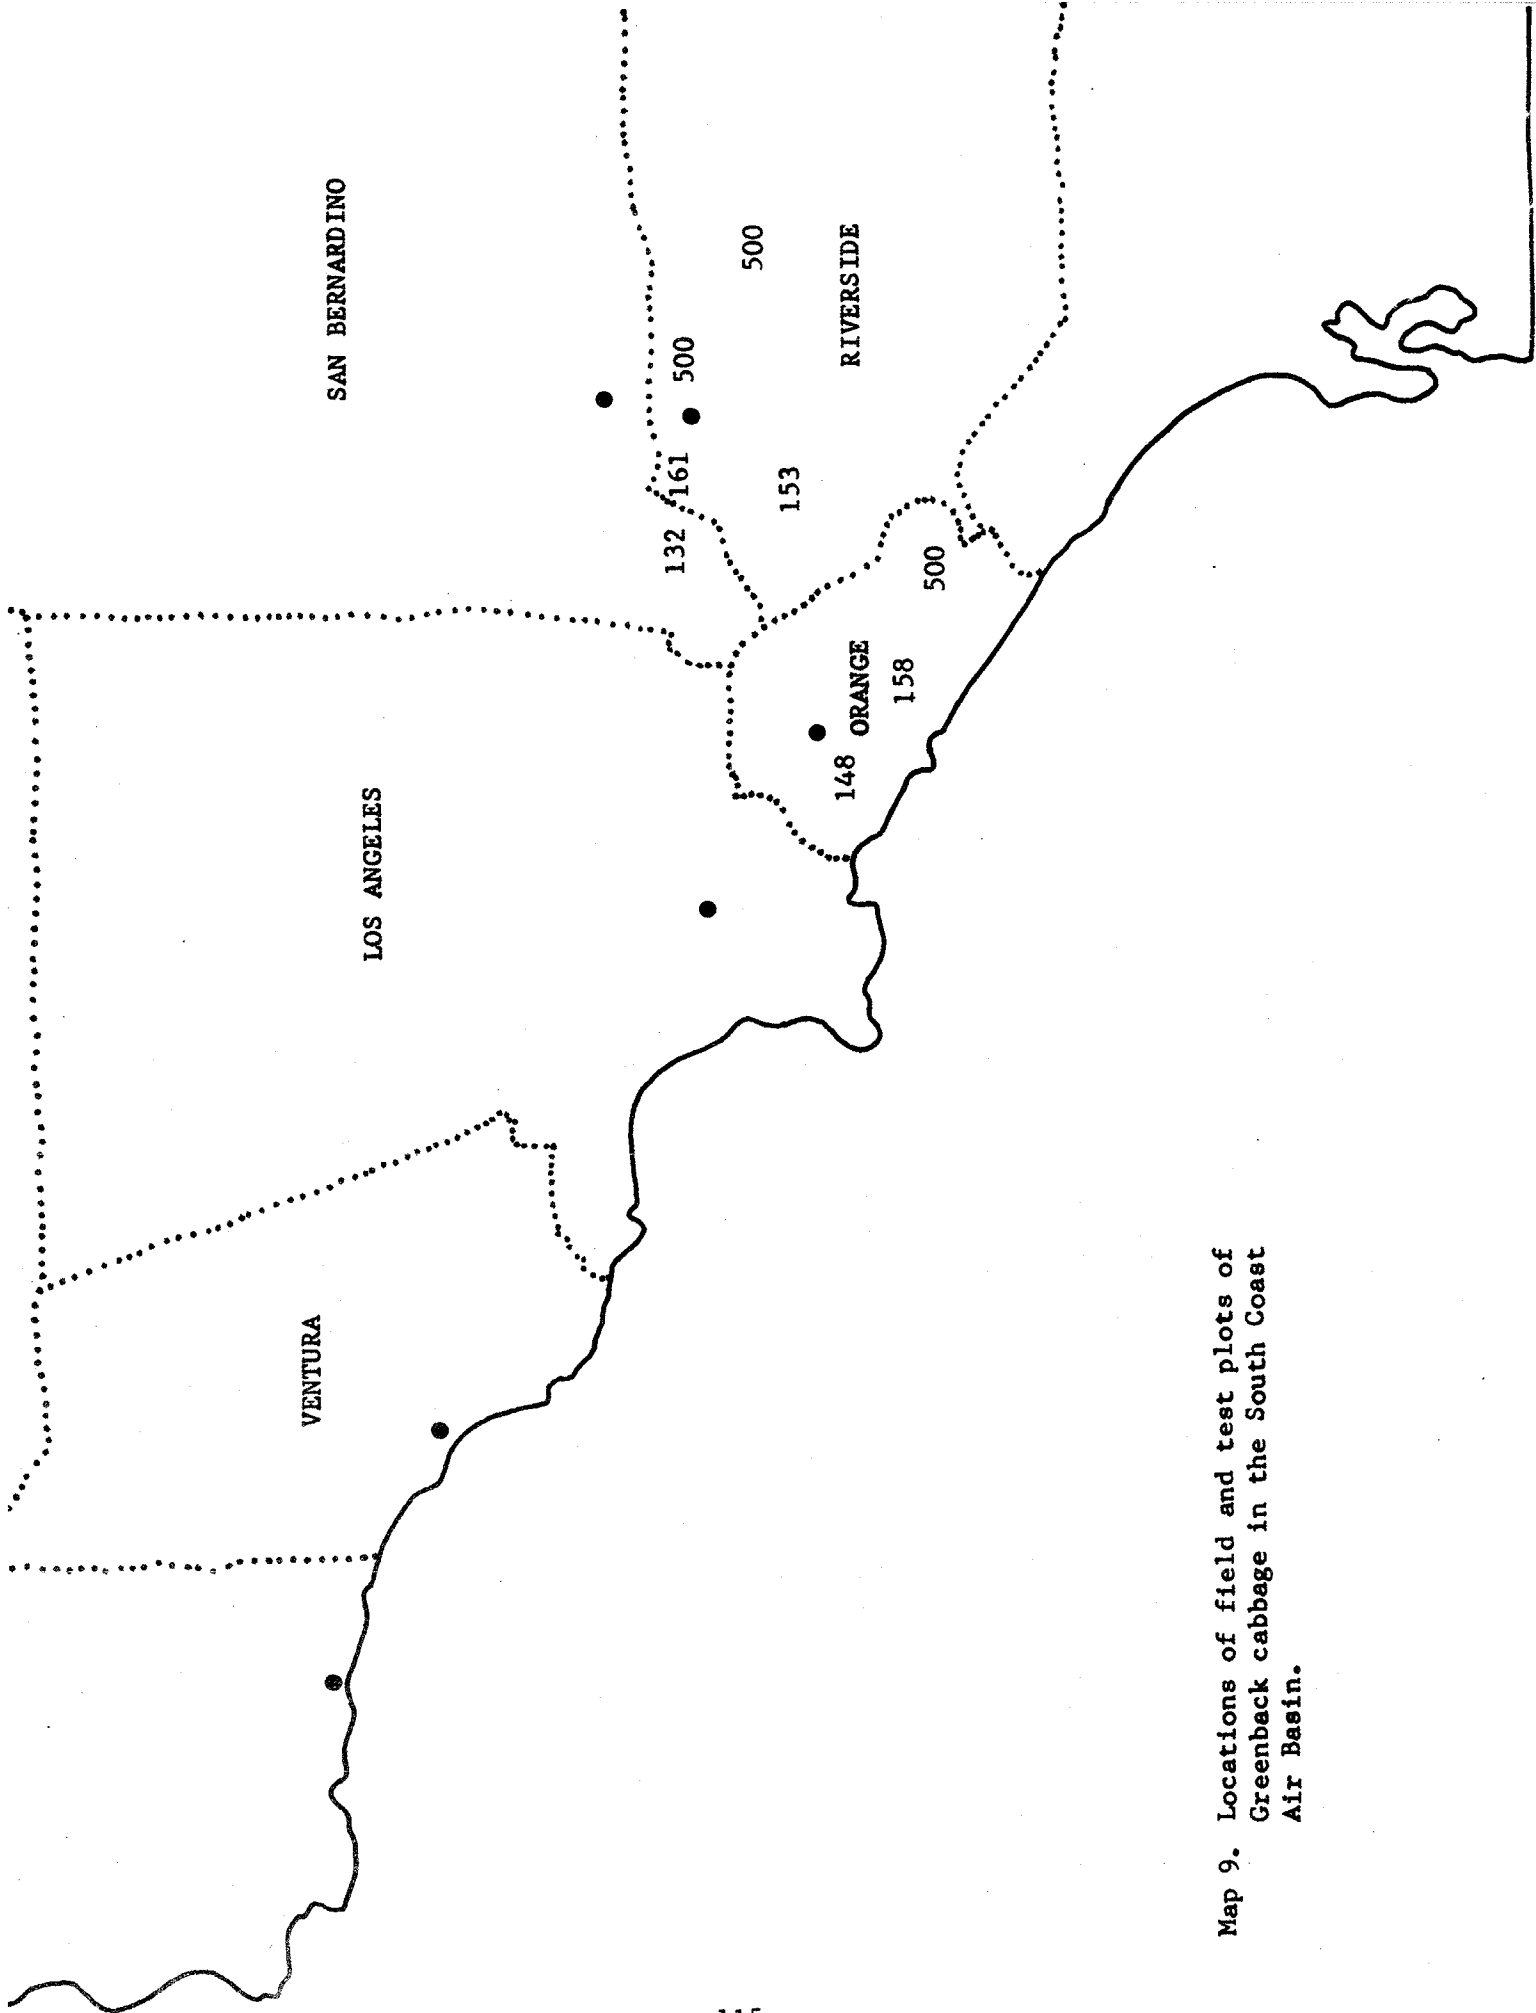 VENTURA
SAN BERNARDINO
LOS ANGELES
132
161
500
500
153
148
ORANGE
RIVERSIDE
158
500
Map 9. Locations of field and test plots of
Greenback cabbage in the South Coast
Air Basin.